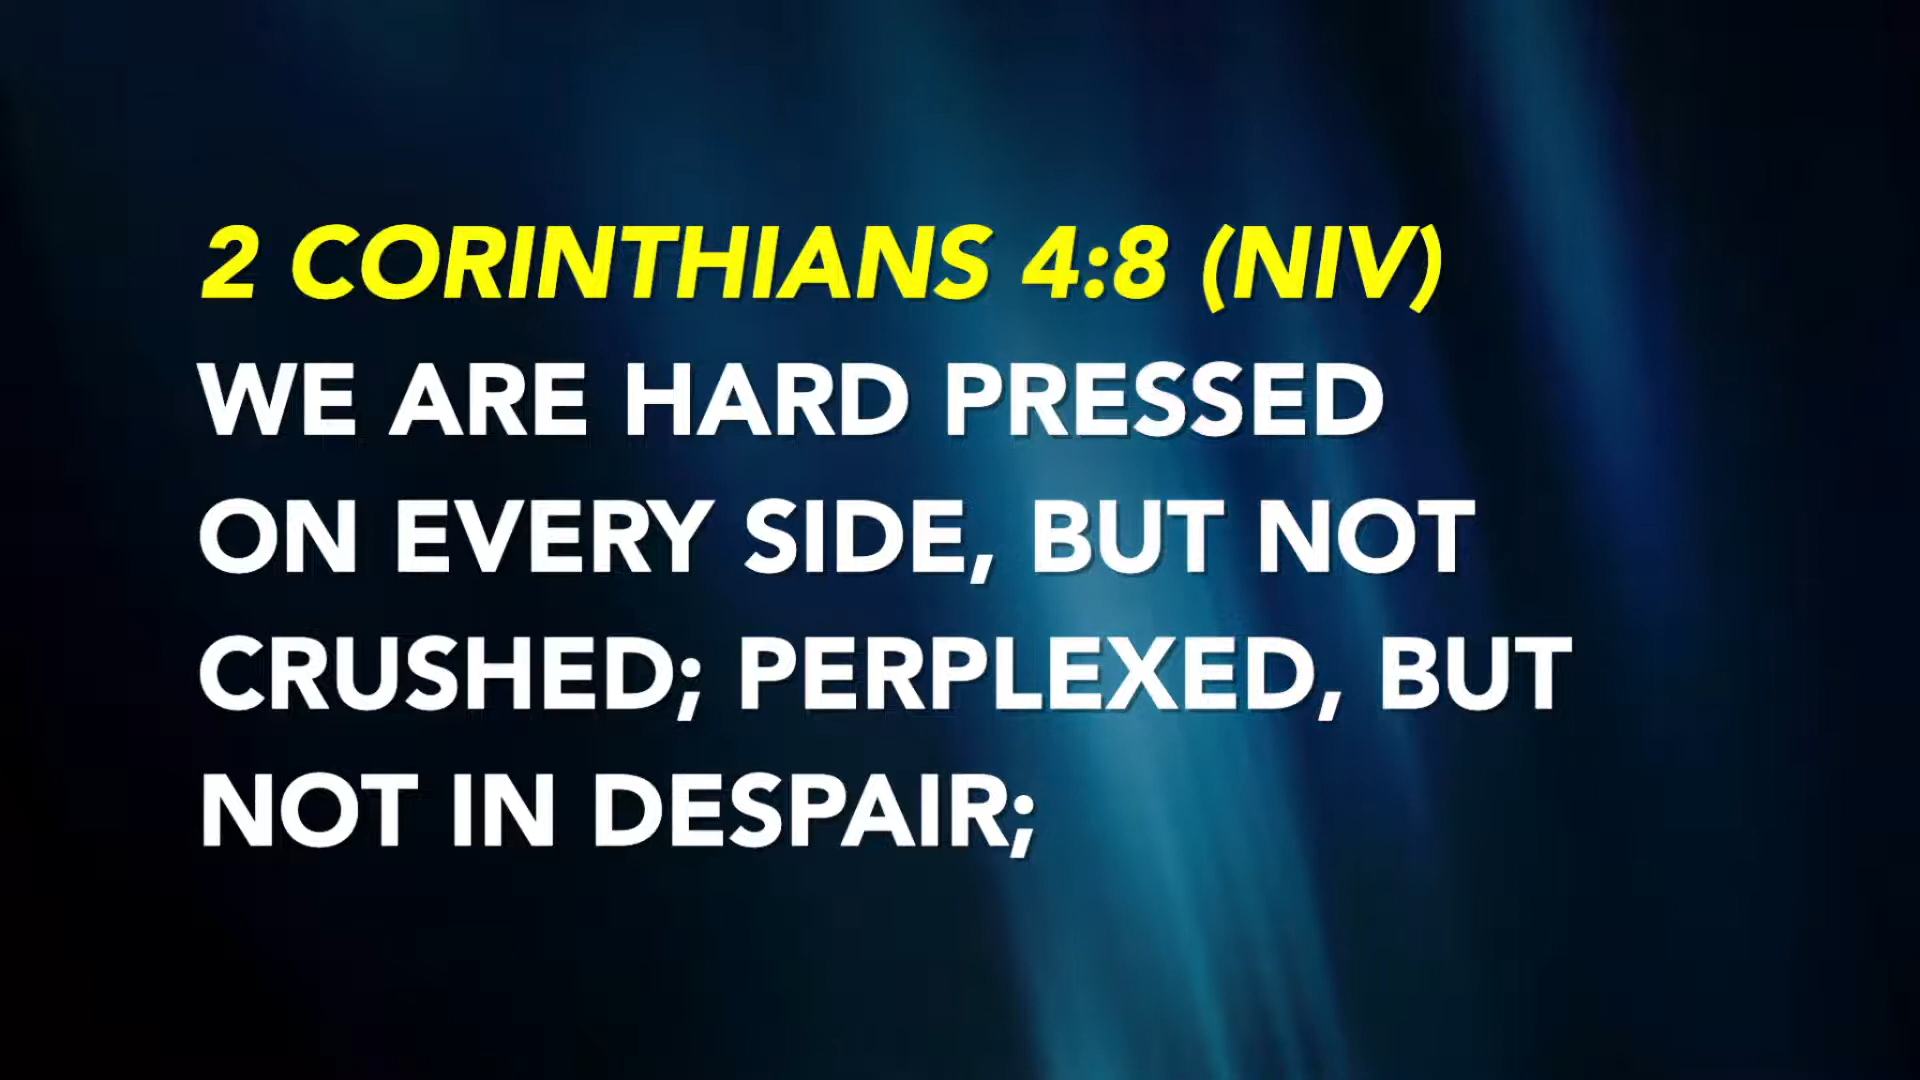 2 CORINTHIANS 4:8 (NIV)
WE ARE HARD PRESSED
ON EVERY SIDE, BUT NOT
CRUSHED; PERPLEXED, BUT
NOT IN DESPAIR;